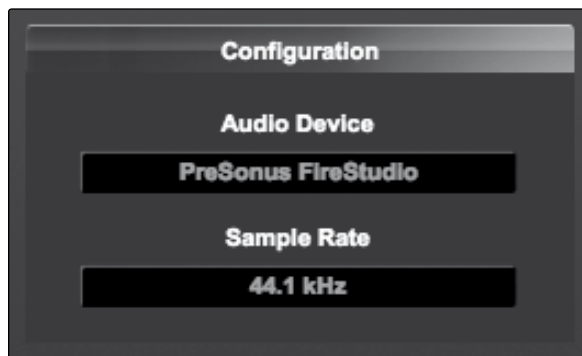 Configuration
Audio Device
PreSonus FireStudio
Sample Rate
44.1 kHz